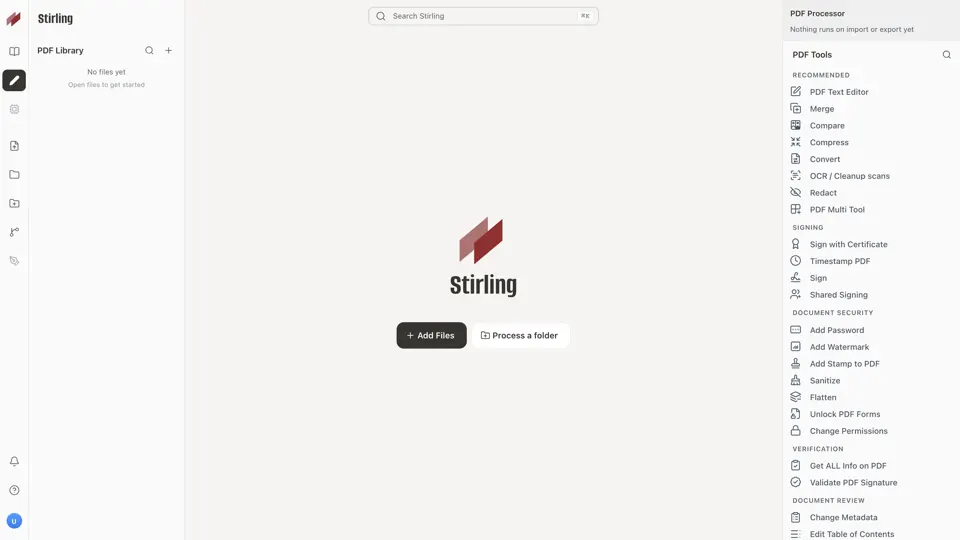 Stirling
PDF Library
No files yet
Open files to get started
Search Stirling
⌘K
Stirling
+ Add Files
Process a folder
PDF Processor
Nothing runs on import or export yet
PDF Tools
RECOMMENDED
PDF Text Editor
Merge
Compare
Compress
Convert
OCR / Cleanup scans
Redact
PDF Multi Tool
SIGNING
Sign with Certificate
Timestamp PDF
Sign
Shared Signing
DOCUMENT SECURITY
Add Password
Add Watermark
Add Stamp to PDF
Sanitize
Flatten
Unlock PDF Forms
Change Permissions
VERIFICATION
Get ALL Info on PDF
Validate PDF Signature
DOCUMENT REVIEW
Change Metadata
Edit Table of Contents
U